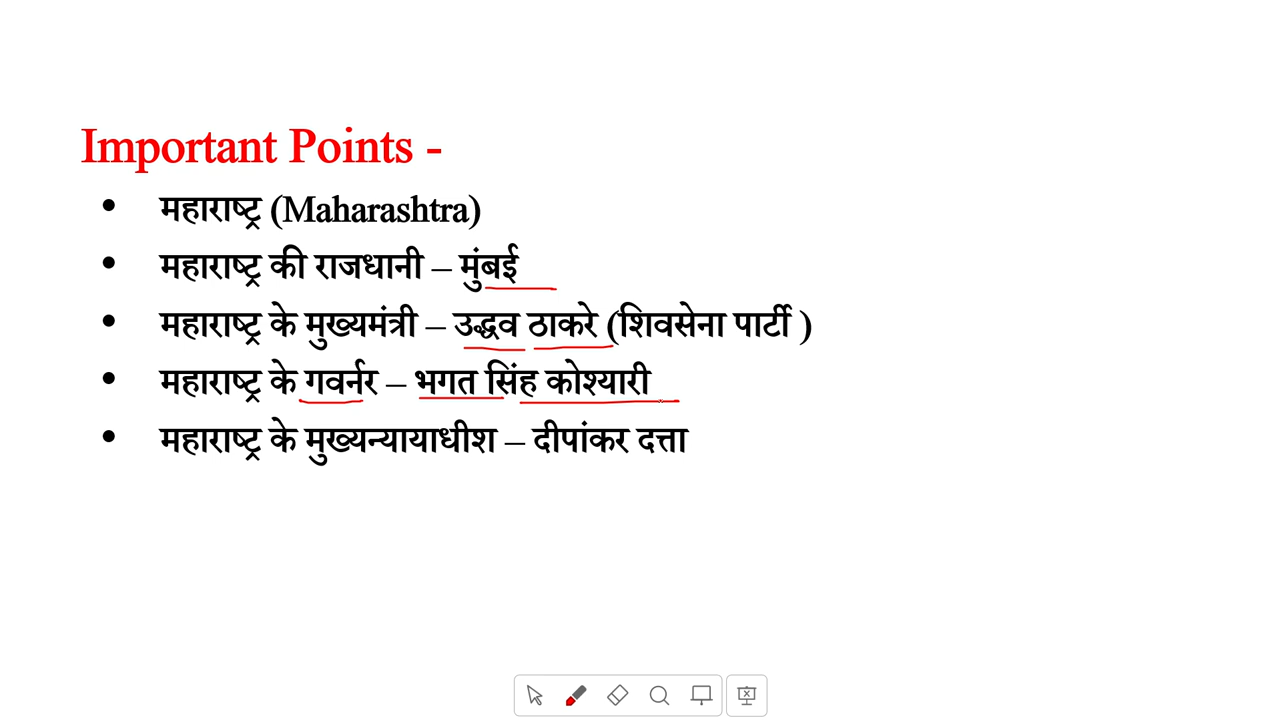 Important Points -
• महाराष्ट्र (Maharashtra)
• महाराष्ट्र की राजधानी – मुंबई
• महाराष्ट्र के मुख्यमंत्री – उद्धव ठाकरे (शिवसेना पार्टी )
• महाराष्ट्र के गवर्नर – भगत सिंह कोश्यारी
• महाराष्ट्र के मुख्यन्यायाधीश – दीपांकर दत्ता